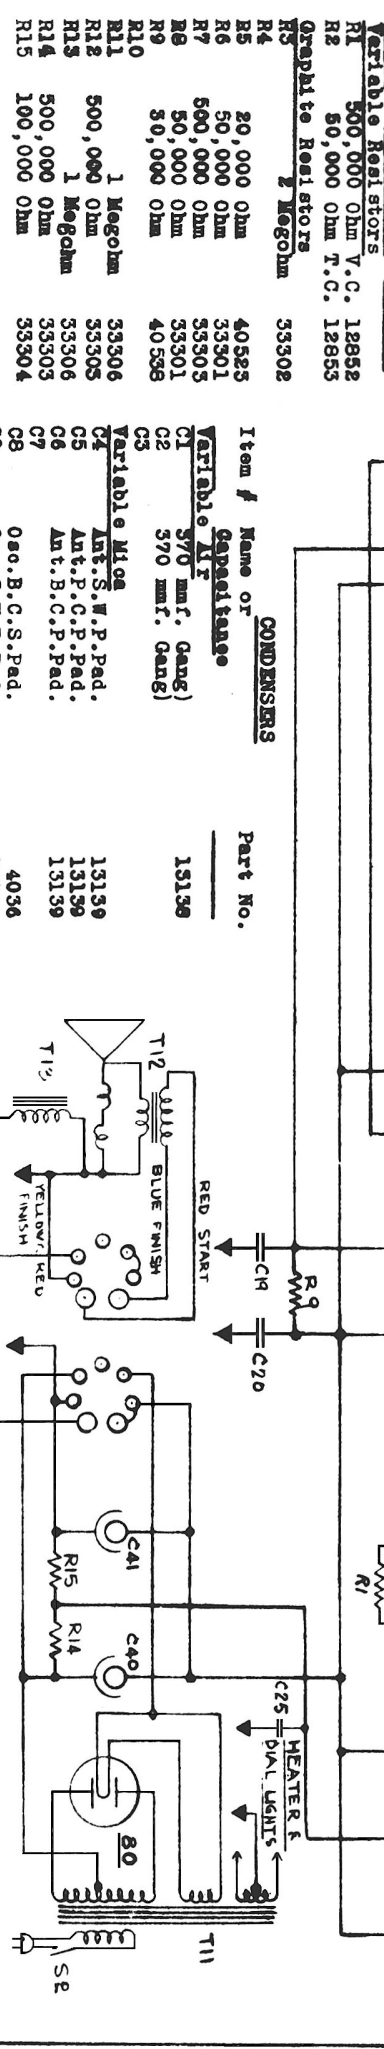 Variable Resistors
R1 500,000 Ohm V.C. 12852
R2 50,000 Ohm T.C. 12853
Graphite Resistors
R3 2 Megohm 33302
R4
R5 20,000 Ohm 40523
R6 50,000 Ohm 33301
R7 500,000 Ohm 33303
R8 50,000 Ohm 33301
R9 30,000 Ohm 40538
R10
R11 1 Megohm 33306
R12 500,000 Ohm 33303
R13 1 Megohm 33306
R14 500,000 Ohm 33303
R15 100,000 Ohm 33304
CONDENSERS
Item # Name or Part No.
Capacitance
Variable Air
C1 370 mmf. Gang) 13138
C2 370 mmf. Gang)
C3
Variable Mica
C4 Ant.S.W.P.Pad. 13139
C5 Ant.P.C.P.Pad. 13139
C6 Ant.B.C.P.Pad. 13139
C7
C8 Osc.B.C.S.Pad. 4036
T12
T13
RED START
BLUE FINISH
YELLOW & RED
FINISH
C19
R9
C20
R1
C41
R15
R14
C40
C25
HEATER &
DIAL LIGHTS
80
T11
S2